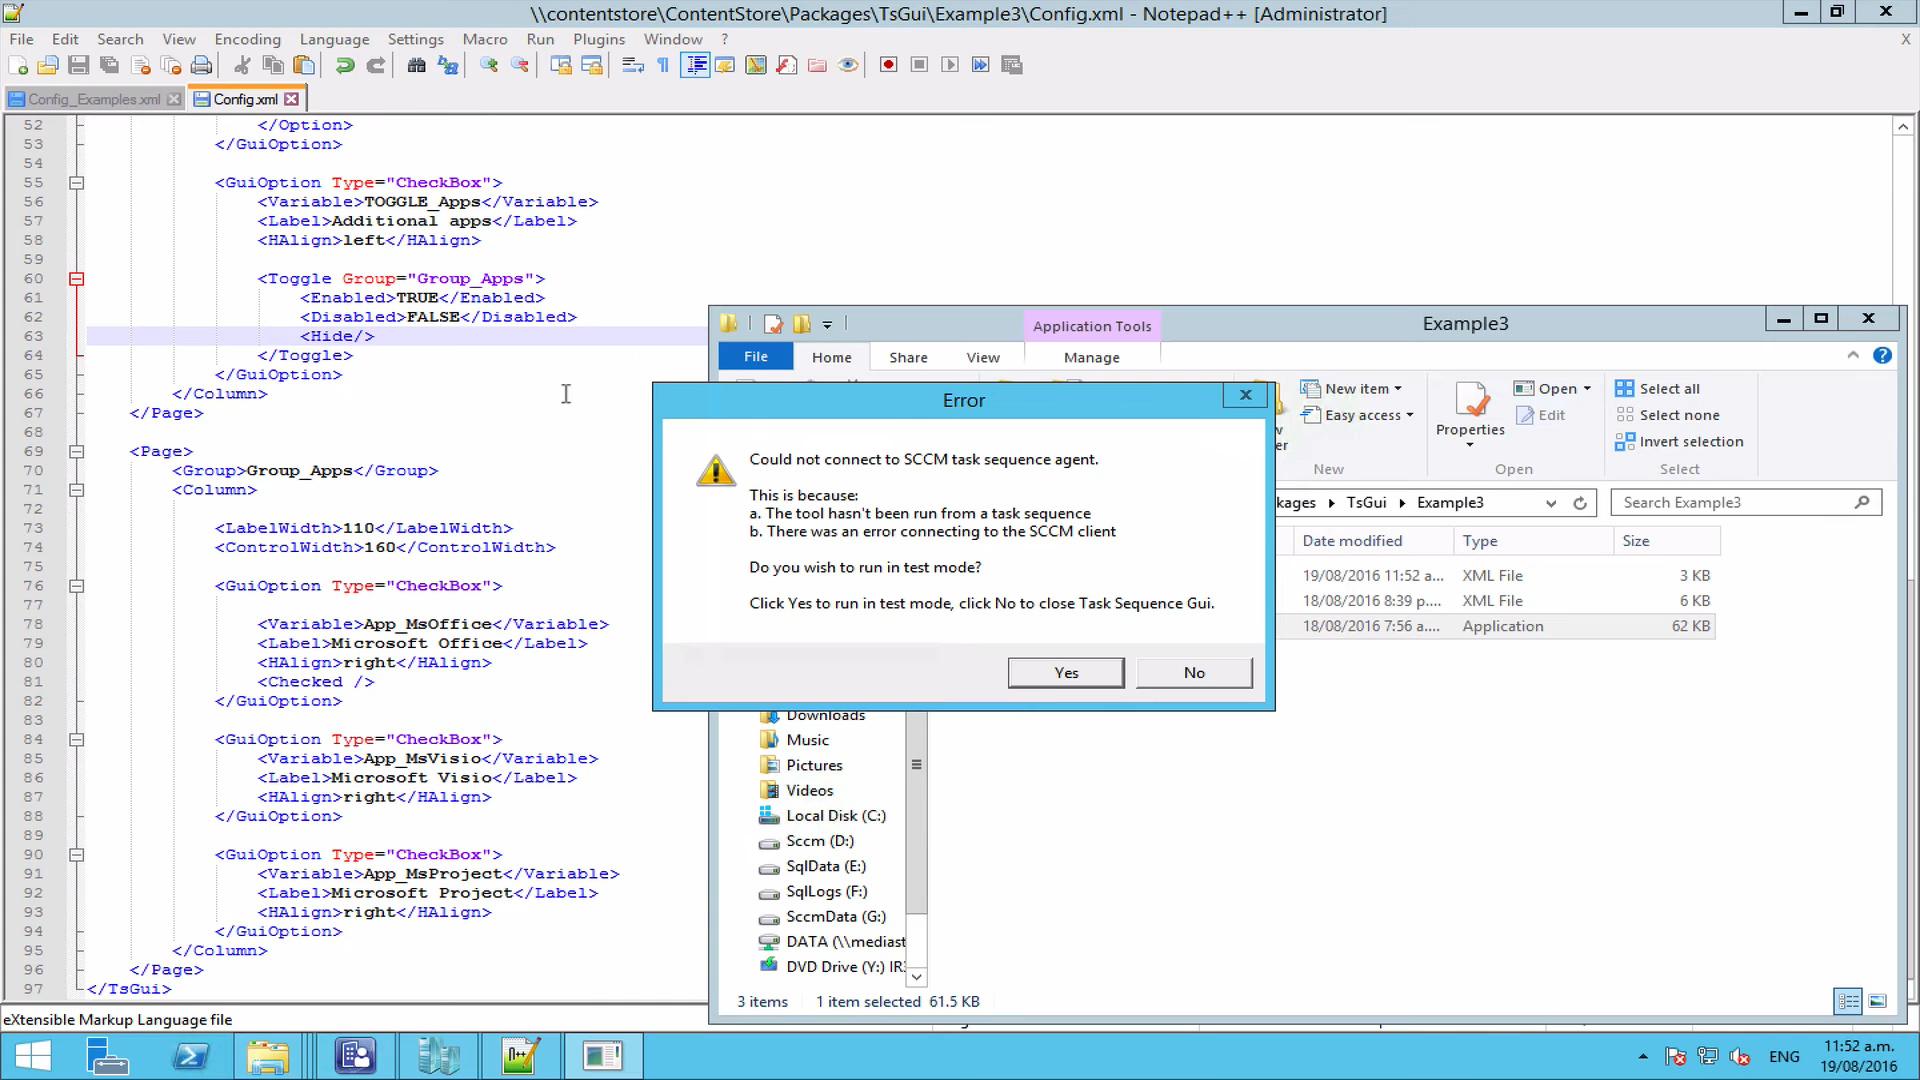 \\contentstore\ContentStore\Packages\TsGui\Example3\Config.xml - Notepad++ [Administrator]
File Edit Search View Encoding Language Settings Macro Run Plugins Window ?
X
Config_Examples.xml
Config.xml
52 </Option>
53 </GuiOption>
54
55 <GuiOption Type="CheckBox">
56 <Variable>TOGGLE_Apps</Variable>
57 <Label>Additional apps</Label>
58 <HAlign>left</HAlign>
59
60 <Toggle Group="Group_Apps">
61 <Enabled>TRUE</Enabled>
62 <Disabled>FALSE</Disabled>
63 <Hide/>
64 </Toggle>
65 </GuiOption>
66 </Column>
67 </Page>
68
69 <Page>
70 <Group>Group_Apps</Group>
71 <Column>
72
73 <LabelWidth>110</LabelWidth>
74 <ControlWidth>160</ControlWidth>
75
76 <GuiOption Type="CheckBox">
77
78 <Variable>App_MsOffice</Variable>
79 <Label>Microsoft Office</Label>
80 <HAlign>right</HAlign>
81 <Checked />
82 </GuiOption>
83
84 <GuiOption Type="CheckBox">
85 <Variable>App_MsVisio</Variable>
86 <Label>Microsoft Visio</Label>
87 <HAlign>right</HAlign>
88 </GuiOption>
89
90 <GuiOption Type="CheckBox">
91 <Variable>App_MsProject</Variable>
92 <Label>Microsoft Project</Label>
93 <HAlign>right</HAlign>
94 </GuiOption>
95 </Column>
96 </Page>
97 </TsGui>
eXtensible Markup Language file
Application Tools
Example3
File Home Share View Manage
New item
Easy access
New
Properties
Open
Edit
Open
Select all
Select none
Invert selection
Select
TsGui Example3
Search Example3
Date modified Type Size
19/08/2016 11:52 a... XML File 3 KB
18/08/2016 8:39 p.... XML File 6 KB
18/08/2016 7:56 a.... Application 62 KB
Error
Could not connect to SCCM task sequence agent.
This is because:
a. The tool hasn't been run from a task sequence
b. There was an error connecting to the SCCM client
Do you wish to run in test mode?
Click Yes to run in test mode, click No to close Task Sequence Gui.
Yes
No
Downloads
Music
Pictures
Videos
Local Disk (C:)
Sccm (D:)
SqlData (E:)
SqlLogs (F:)
SccmData (G:)
DATA (\\mediast
DVD Drive (Y:) IR
3 items 1 item selected 61.5 KB
ENG
11:52 a.m.
19/08/2016